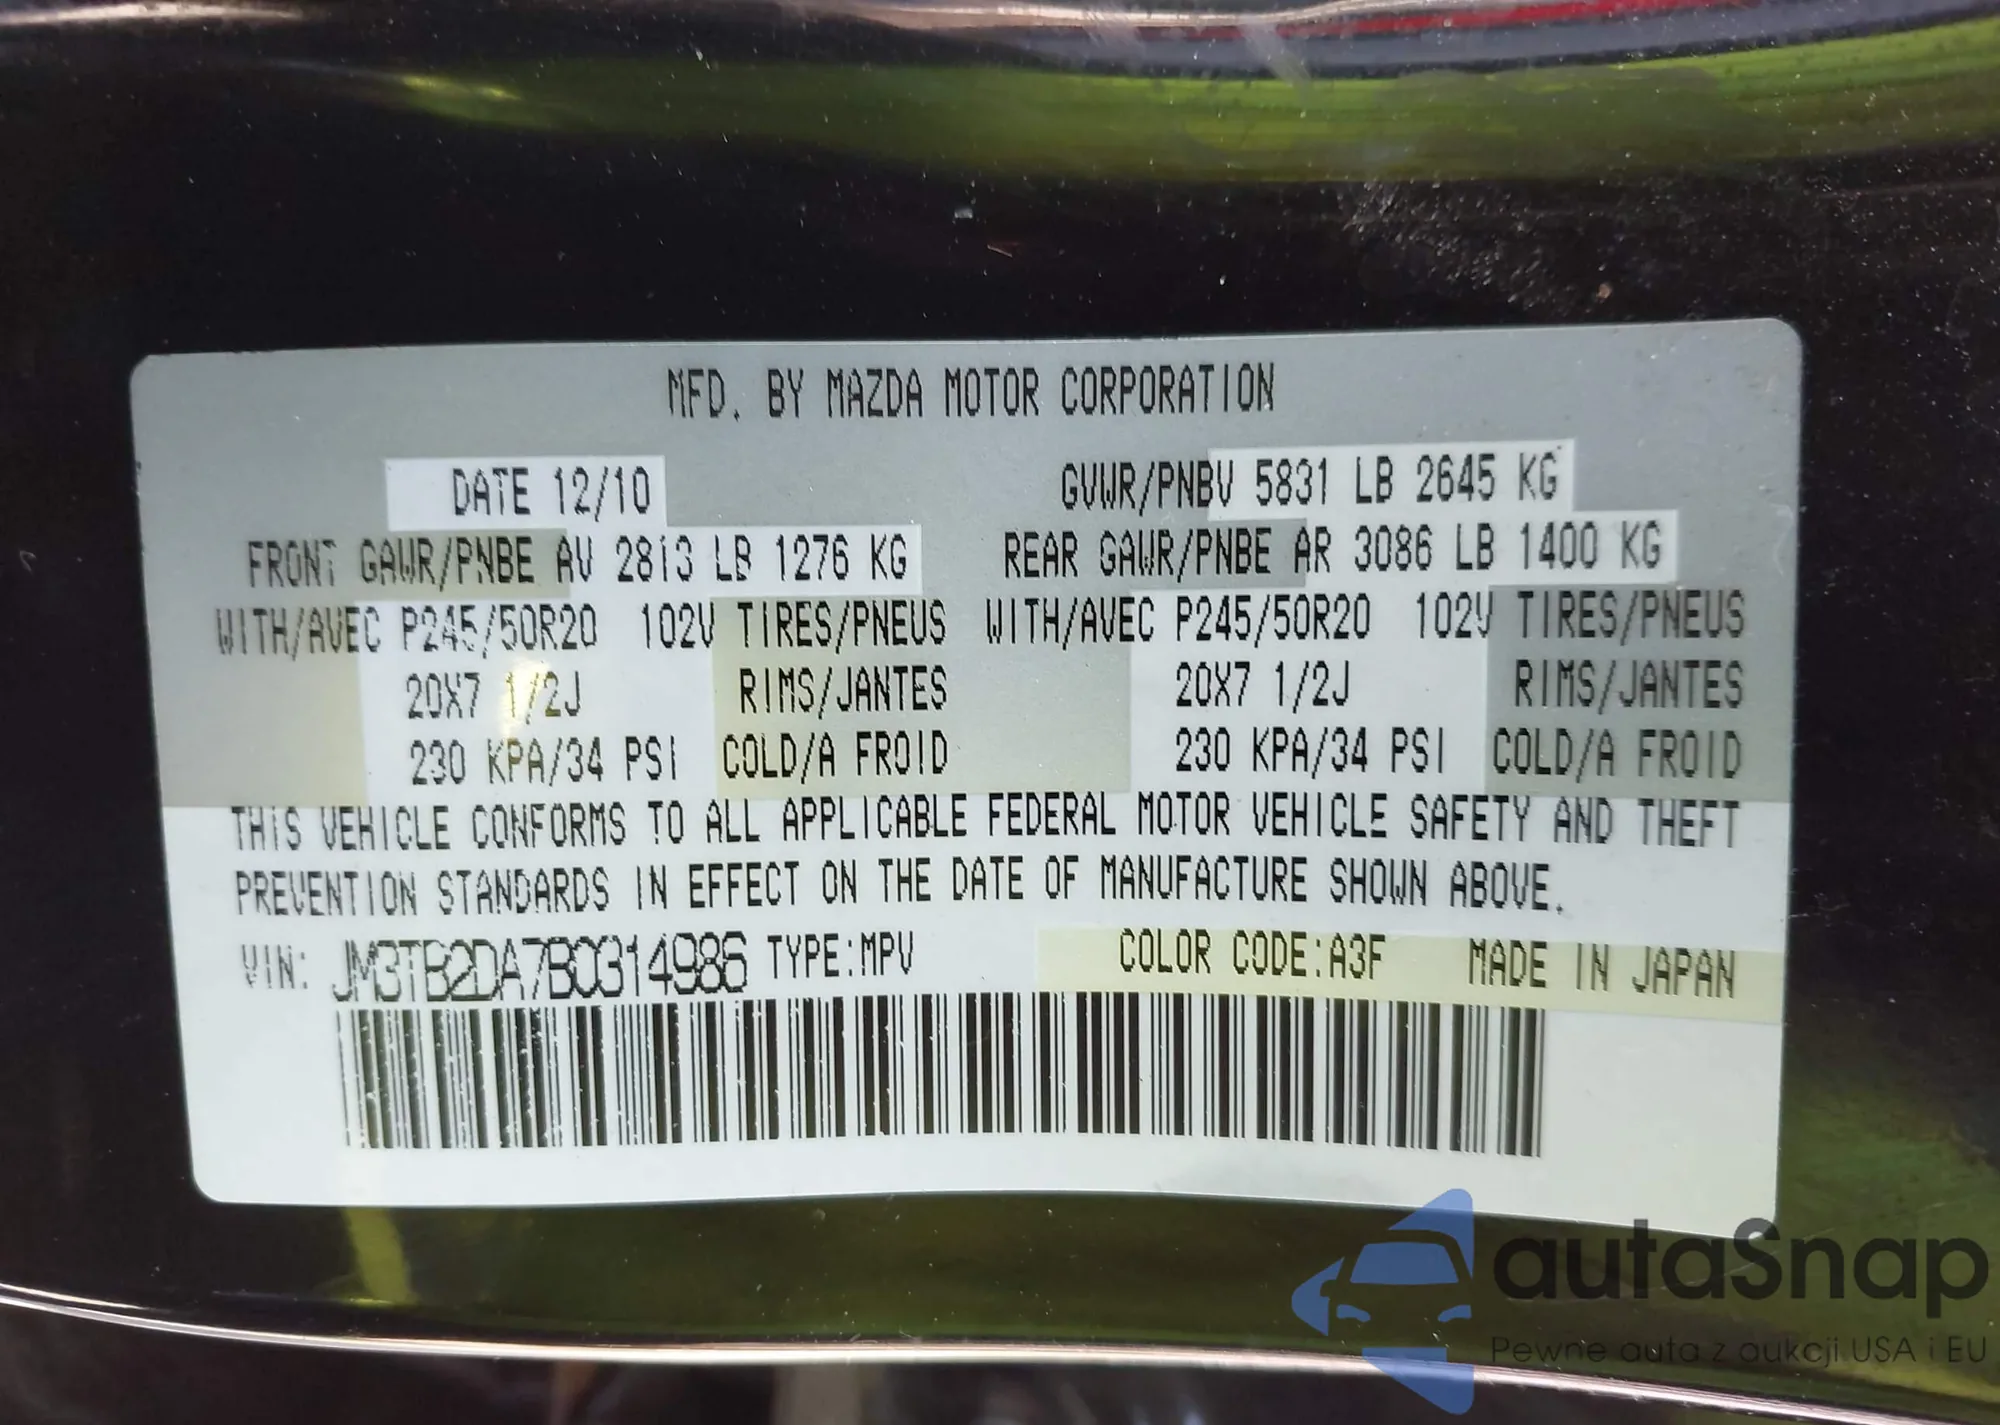 MFD. BY MAZDA MOTOR CORPORATION
DATE 12/10 GVWR/PNBV 5831 LB 2645 KG
FRONT GAWR/PNBE AV 2813 LB 1276 KG REAR GAWR/PNBE AR 3086 LB 1400 KG
WITH/AVEC P245/50R20 102V TIRES/PNEUS WITH/AVEC P245/50R20 102V TIRES/PNEUS
20X7 1/2J RIMS/JANTES 20X7 1/2J RIMS/JANTES
230 KPA/34 PSI COLD/A FROID 230 KPA/34 PSI COLD/A FROID
THIS VEHICLE CONFORMS TO ALL APPLICABLE FEDERAL MOTOR VEHICLE SAFETY AND THEFT
PREVENTION STANDARDS IN EFFECT ON THE DATE OF MANUFACTURE SHOWN ABOVE.
VIN: JM3TB2DA7B0314986 TYPE:MPV COLOR CODE:A3F MADE IN JAPAN
autaSnap
Pewne auta z aukcji USA i EU